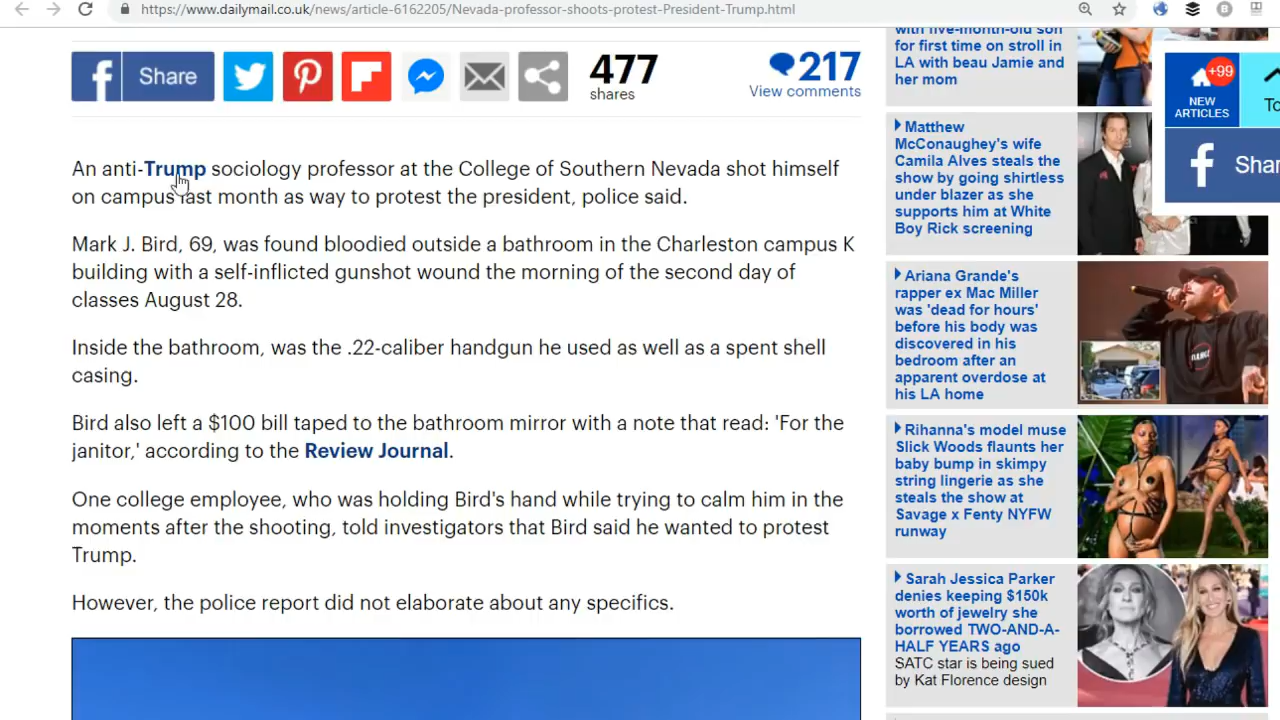 https://www.dailymail.co.uk/news/article-6162205/Nevada-professor-shoots-protest-President-Trump.html
Share
477
shares
217
View comments
An anti-Trump sociology professor at the College of Southern Nevada shot himself
on campus last month as way to protest the president, police said.
Mark J. Bird, 69, was found bloodied outside a bathroom in the Charleston campus K
building with a self-inflicted gunshot wound the morning of the second day of
classes August 28.
Inside the bathroom, was the .22-caliber handgun he used as well as a spent shell
casing.
Bird also left a $100 bill taped to the bathroom mirror with a note that read: 'For the
janitor,' according to the Review Journal.
One college employee, who was holding Bird's hand while trying to calm him in the
moments after the shooting, told investigators that Bird said he wanted to protest
Trump.
However, the police report did not elaborate about any specifics.
with five-month-old son
for first time on stroll in
LA with beau Jamie and
her mom
Matthew
McConaughey's wife
Camila Alves steals the
show by going shirtless
under blazer as she
supports him at White
Boy Rick screening
Ariana Grande's
rapper ex Mac Miller
was 'dead for hours'
before his body was
discovered in his
bedroom after an
apparent overdose at
his LA home
Rihanna's model muse
Slick Woods flaunts her
baby bump in skimpy
string lingerie as she
steals the show at
Savage x Fenty NYFW
runway
Sarah Jessica Parker
denies keeping $150k
worth of jewelry she
borrowed TWO-AND-A-
HALF YEARS ago
SATC star is being sued
by Kat Florence design
+99
NEW
ARTICLES
To
Shar